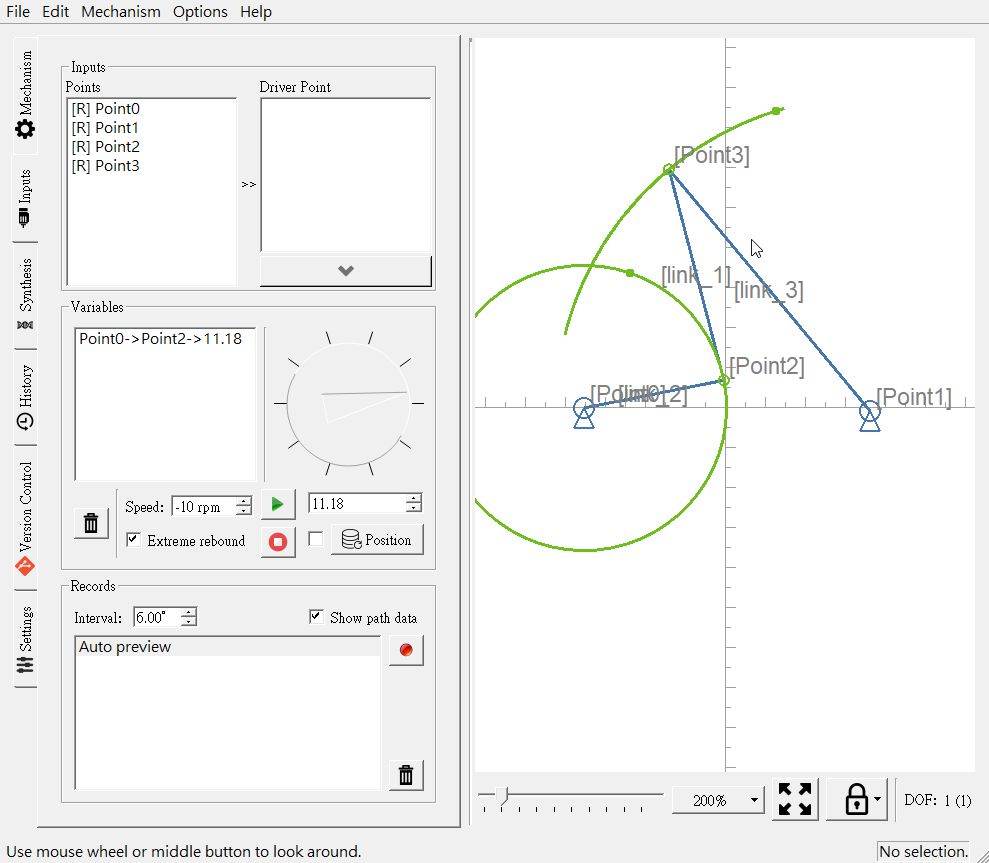 File Edit Mechanism Options Help
Mechanism
Inputs
Synthesis
History
Version Control
Settings
Inputs
Points
[R] Point0
[R] Point1
[R] Point2
[R] Point3
>>
Driver Point
Variables
Point0->Point2->11.18
Speed: -10 rpm
11.18
Extreme rebound
Position
Records
Interval: 6.00°
Show path data
Auto preview
[Point3]
[link_1]
[link_3]
[Point2]
[Point0]
[link_2]
[Point1]
200%
DOF: 1 (1)
Use mouse wheel or middle button to look around.
No selection.